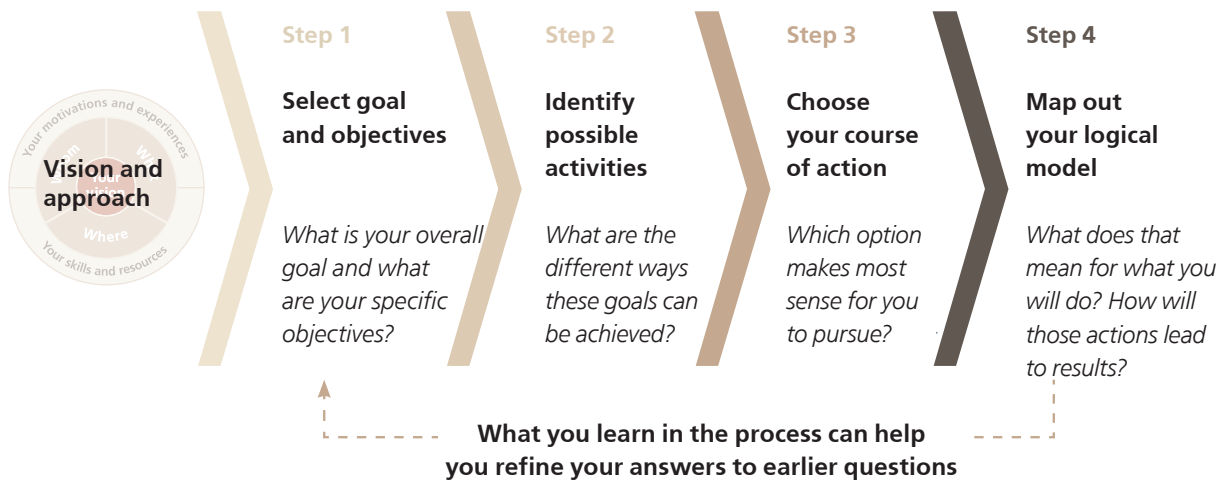 Your motivations and experiences
Vision and
approach
Your
vision
Where
Your skills and resources
Step 1
Select goal
and objectives
What is your overall
goal and what
are your specific
objectives?
Step 2
Identify
possible
activities
What are the
different ways
these goals can
be achieved?
Step 3
Choose
your course
of action
Which option
makes most
sense for you
to pursue?
Step 4
Map out
your logical
model
What does that
mean for what you
will do? How will
those actions lead
to results?
What you learn in the process can help
you refine your answers to earlier questions